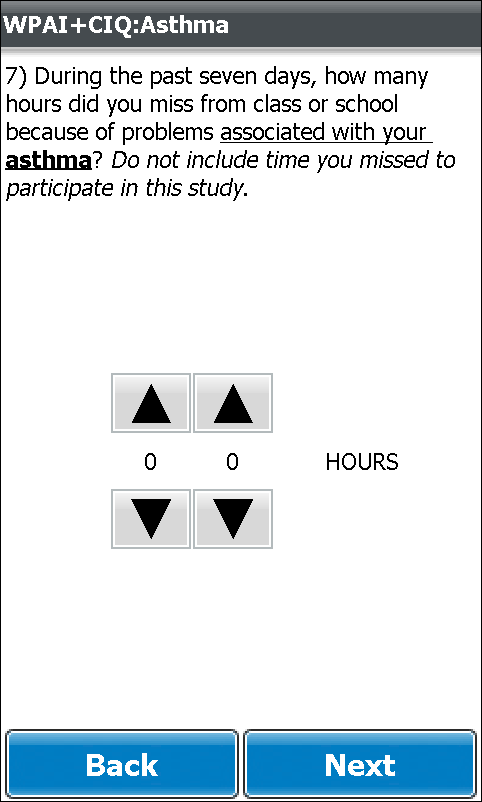 WPAI+CIQ:Asthma
7) During the past seven days, how many
hours did you miss from class or school
because of problems associated with your
asthma? Do not include time you missed to
participate in this study.
0 0 HOURS
Back Next